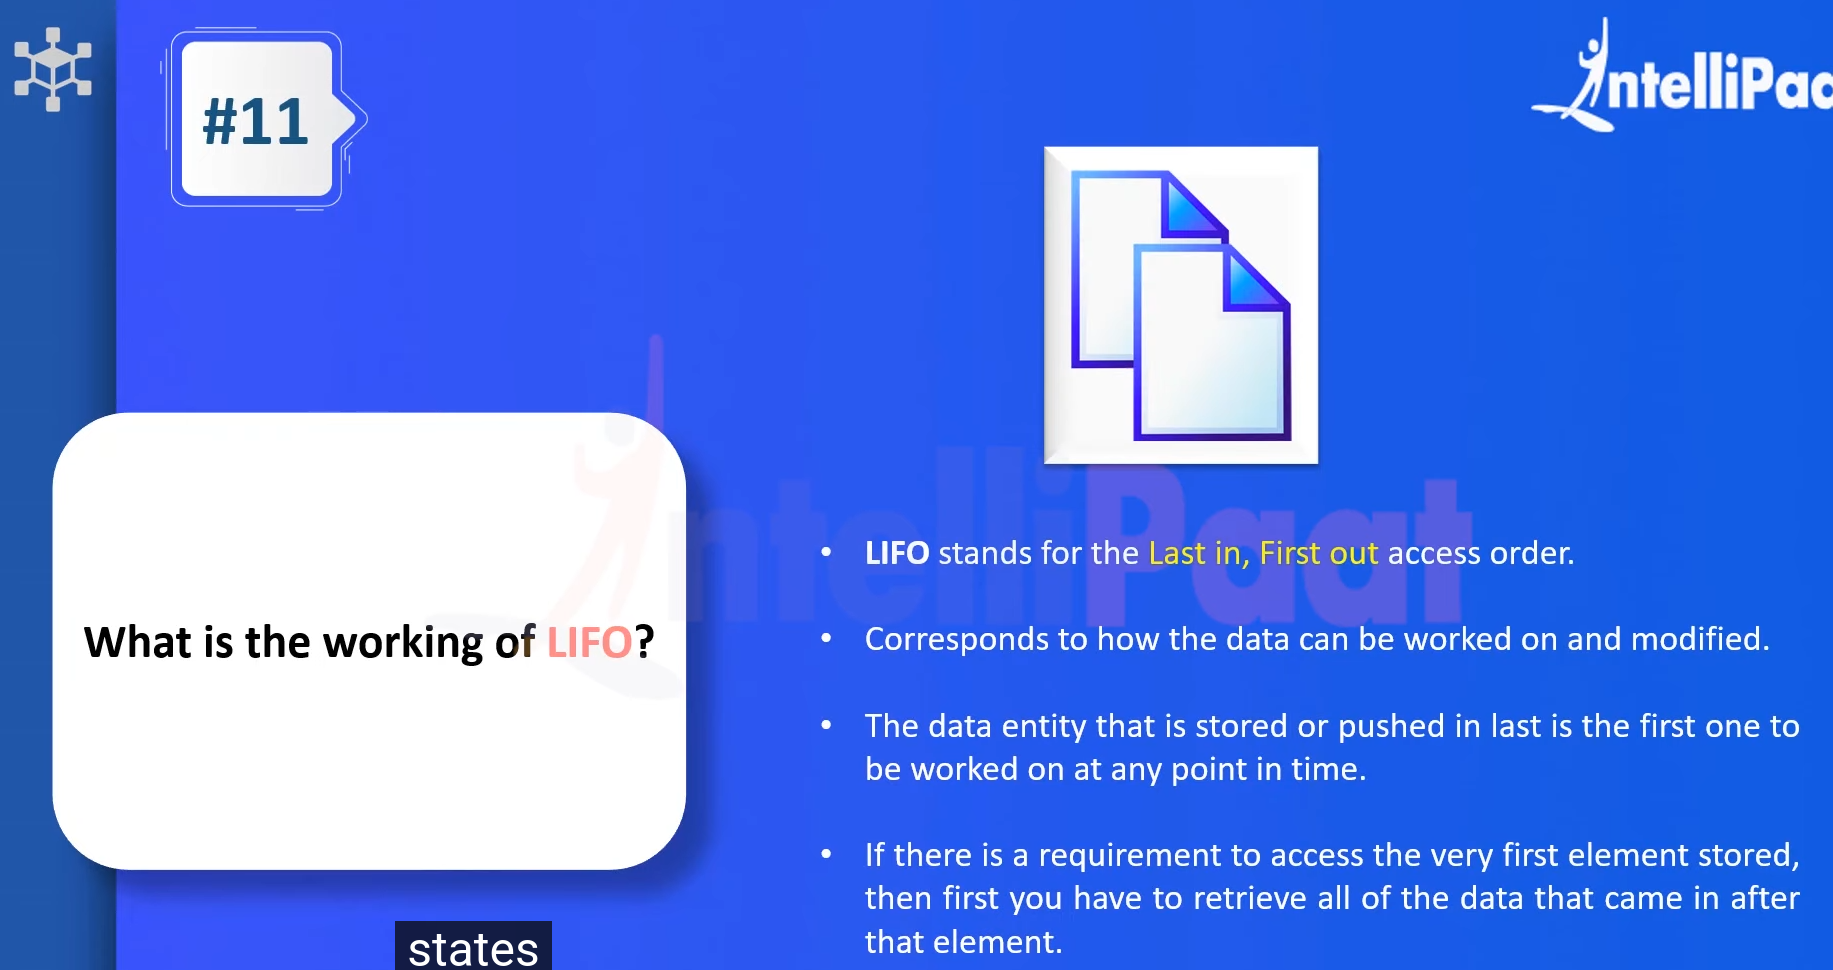 #11
IntelliPaa
What is the working of LIFO?
• LIFO stands for the Last in, First out access order.
• Corresponds to how the data can be worked on and modified.
• The data entity that is stored or pushed in last is the first one to
be worked on at any point in time.
• If there is a requirement to access the very first element stored,
then first you have to retrieve all of the data that came in after
that element.
IntelliPaat
states